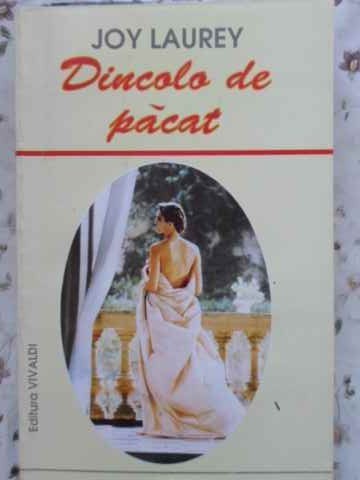 JOY LAUREY
Dincolo de
păcat
Editura VIVALDI